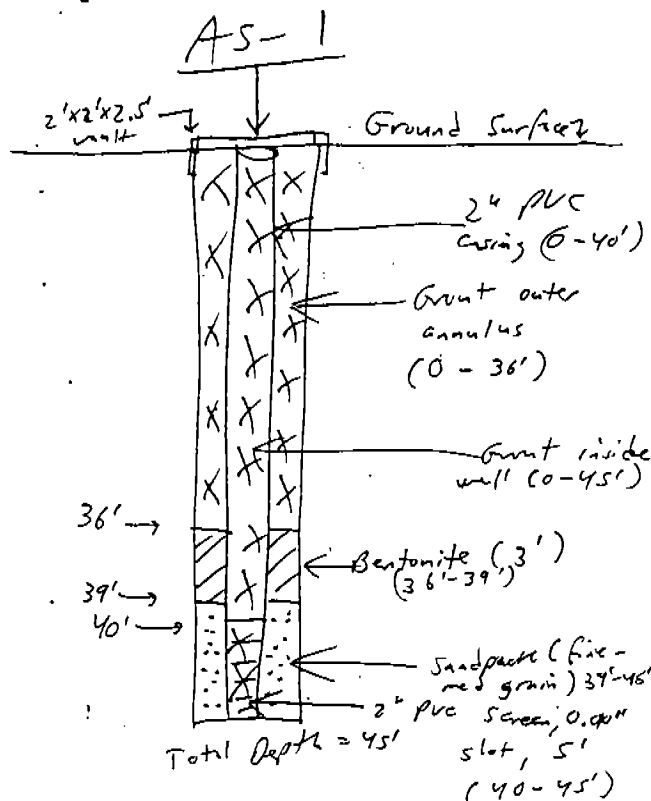 AS-1
2'x2'x2.5'
vault
Ground Surface
2" PVC
casing (0-40')
Grout outer
annulus
(0 - 36')
Grout inside
well (0-45')
36'
Bentonite (3')
(36'-39')
39'
40'
Sandpack (fine-
med grain) 39'-45'
2" PVC Screen,
slot, 5'
(40-45')
Total Depth = 45'